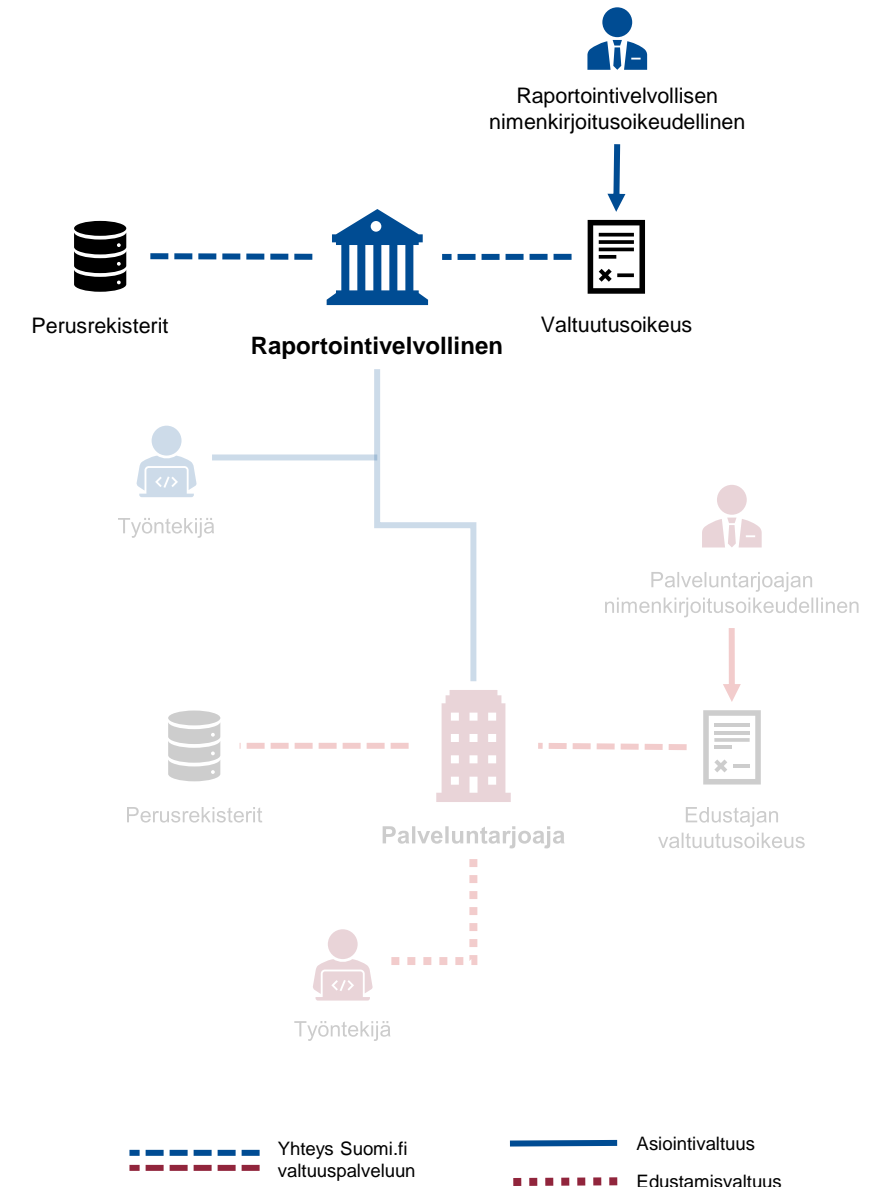 Raportointivelvollisen
nimenkirjoitusoikeudellinen
Perusrekisterit
Raportointivelvollinen
Valtuutusoikeus
</>
Työntekijä
Palveluntarjoajan
nimenkirjoitusoikeudellinen
Perusrekisterit
Palveluntarjoaja
Edustajan
valtuutusoikeus
</>
Työntekijä
Yhteys Suomi.fi
valtuuspalveluun
Asiointivaltuus
Edustamisvaltuus